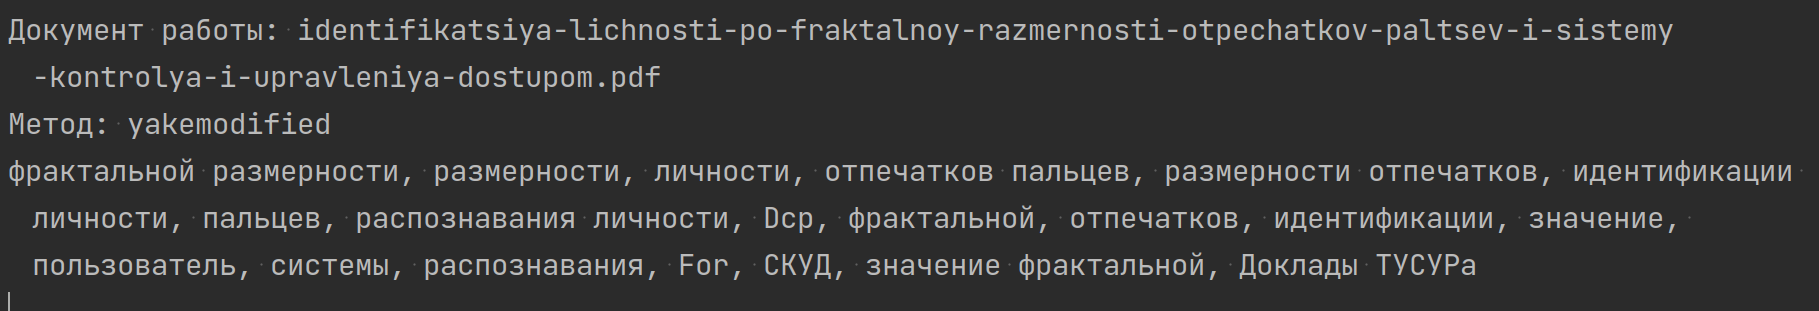 Документ работы: identifikatsiya-lichnosti-po-fraktalnoy-razmernosti-otpechatkov-paltsev-i-sistemy
-kontrolya-i-upravleniya-dostupom.pdf
Метод: yakemodified
фрактальной размерности, размерности, личности, отпечатков пальцев, размерности отпечатков, идентификации
личности, пальцев, распознавания личности, Dср, фрактальной, отпечатков, идентификации, значение,
пользователь, системы, распознавания, For, СКУД, значение фрактальной, Доклады ТУСУРа